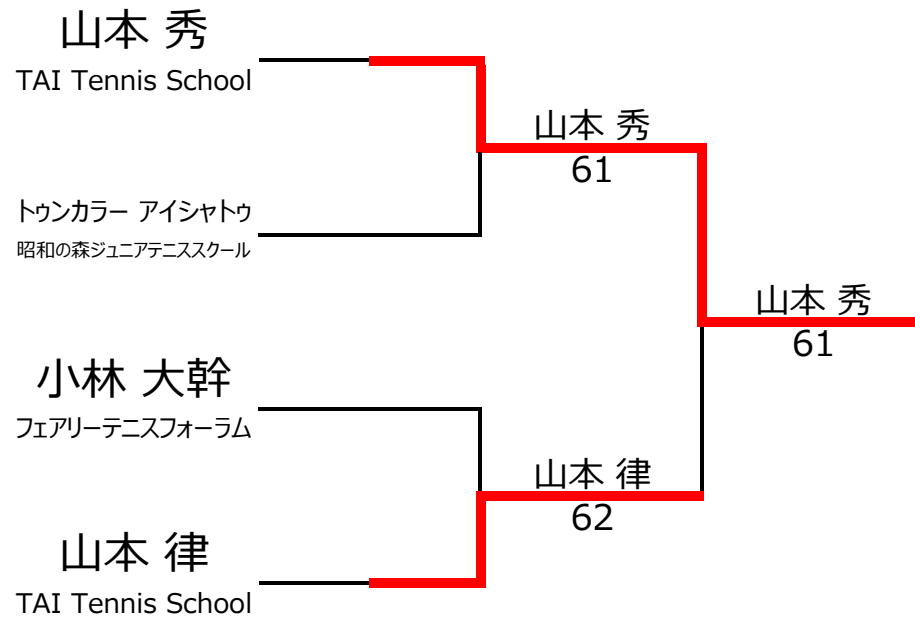 山本 秀
TAI Tennis School
山本 秀
61
トゥンカラー アイシャトゥ
昭和の森ジュニアテニススクール
山本 秀
61
小林 大幹
フェアリーテニスフォーラム
山本 律
62
山本 律
TAI Tennis School